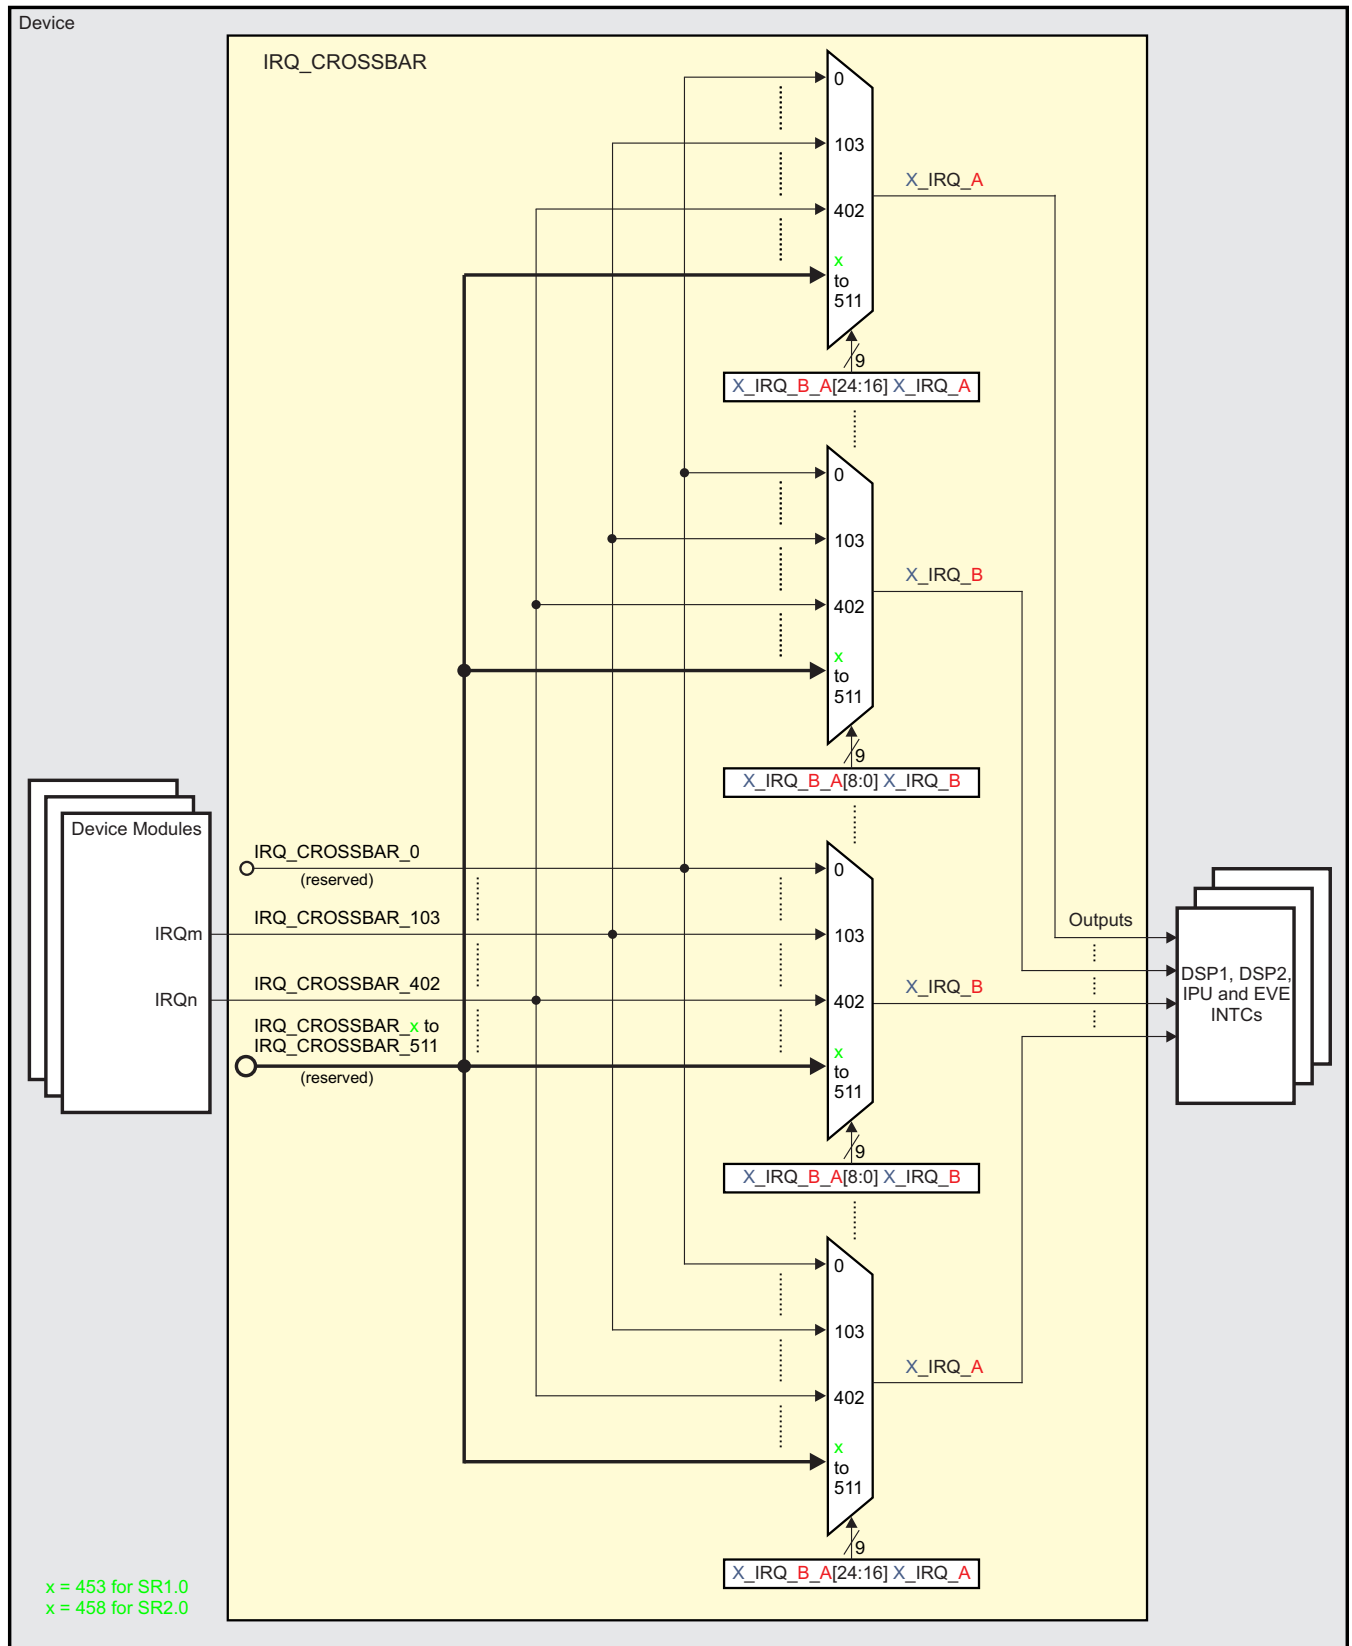 Device
IRQ_CROSSBAR
0
103
X_IRQ_A
402
x
to
511
9
X_IRQ_B_A[24:16] X_IRQ_A
0
103
X_IRQ_B
402
x
to
511
9
X_IRQ_B_A[8:0] X_IRQ_B
Device Modules
IRQ_CROSSBAR_0
(reserved)
0
IRQm
IRQ_CROSSBAR_103
103
Outputs
IRQn
IRQ_CROSSBAR_402
402
X_IRQ_B
DSP1, DSP2,
IPU and EVE
INTCs
IRQ_CROSSBAR_x to
IRQ_CROSSBAR_511
(reserved)
x
to
511
9
X_IRQ_B_A[8:0] X_IRQ_B
0
103
X_IRQ_A
402
x
to
511
9
X_IRQ_B_A[24:16] X_IRQ_A
x = 453 for SR1.0
x = 458 for SR2.0